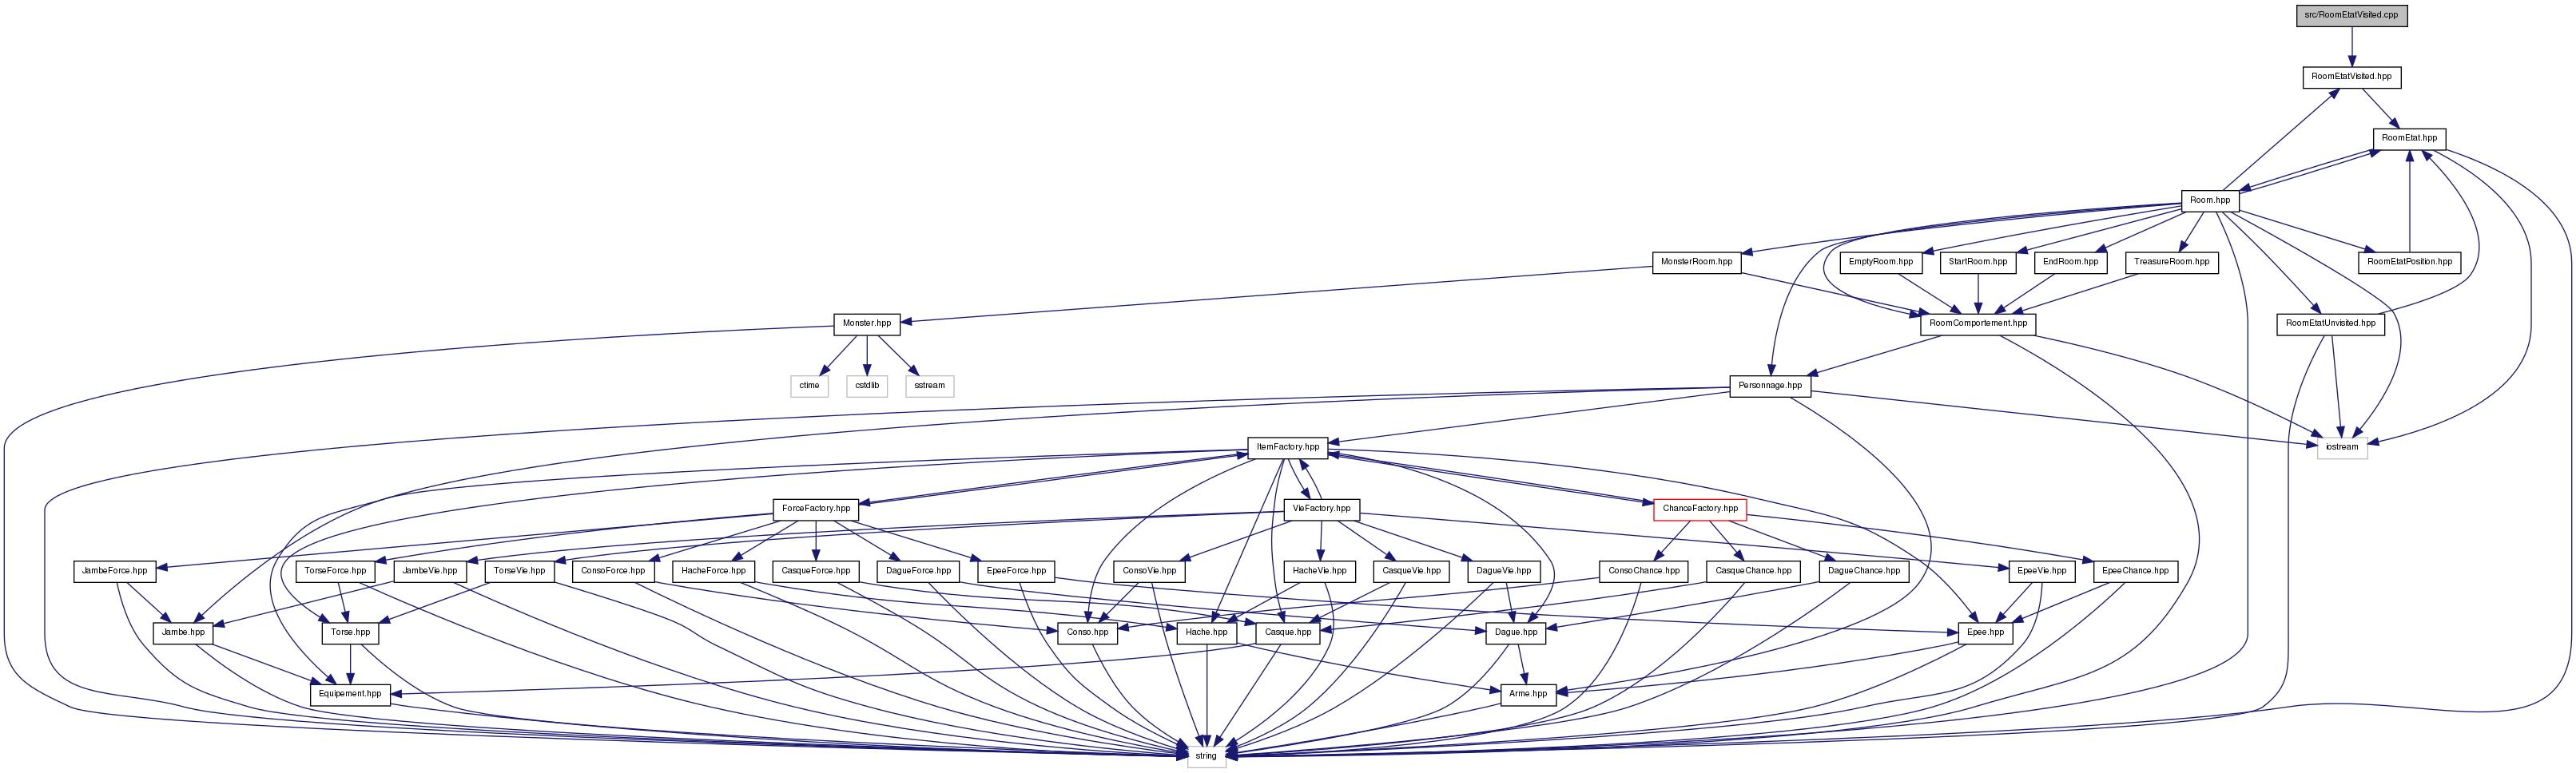 src/RoomEtatVisited.cpp
RoomEtatVisited.hpp
RoomEtat.hpp
Room.hpp
MonsterRoom.hpp
EmptyRoom.hpp
StartRoom.hpp
EndRoom.hpp
TreasureRoom.hpp
RoomEtatPosition.hpp
Monster.hpp
RoomComportement.hpp
RoomEtatUnvisited.hpp
ctime
cstdlib
sstream
Personnage.hpp
ItemFactory.hpp
iostream
ForceFactory.hpp
VieFactory.hpp
ChanceFactory.hpp
JambeForce.hpp
TorseForce.hpp
JambeVie.hpp
TorseVie.hpp
ConsoForce.hpp
HacheForce.hpp
CasqueForce.hpp
DagueForce.hpp
EpeeForce.hpp
ConsoVie.hpp
HacheVie.hpp
CasqueVie.hpp
DagueVie.hpp
ConsoChance.hpp
CasqueChance.hpp
DagueChance.hpp
EpeeVie.hpp
EpeeChance.hpp
Jambe.hpp
Torse.hpp
Conso.hpp
Hache.hpp
Casque.hpp
Dague.hpp
Epee.hpp
Equipement.hpp
Arme.hpp
string